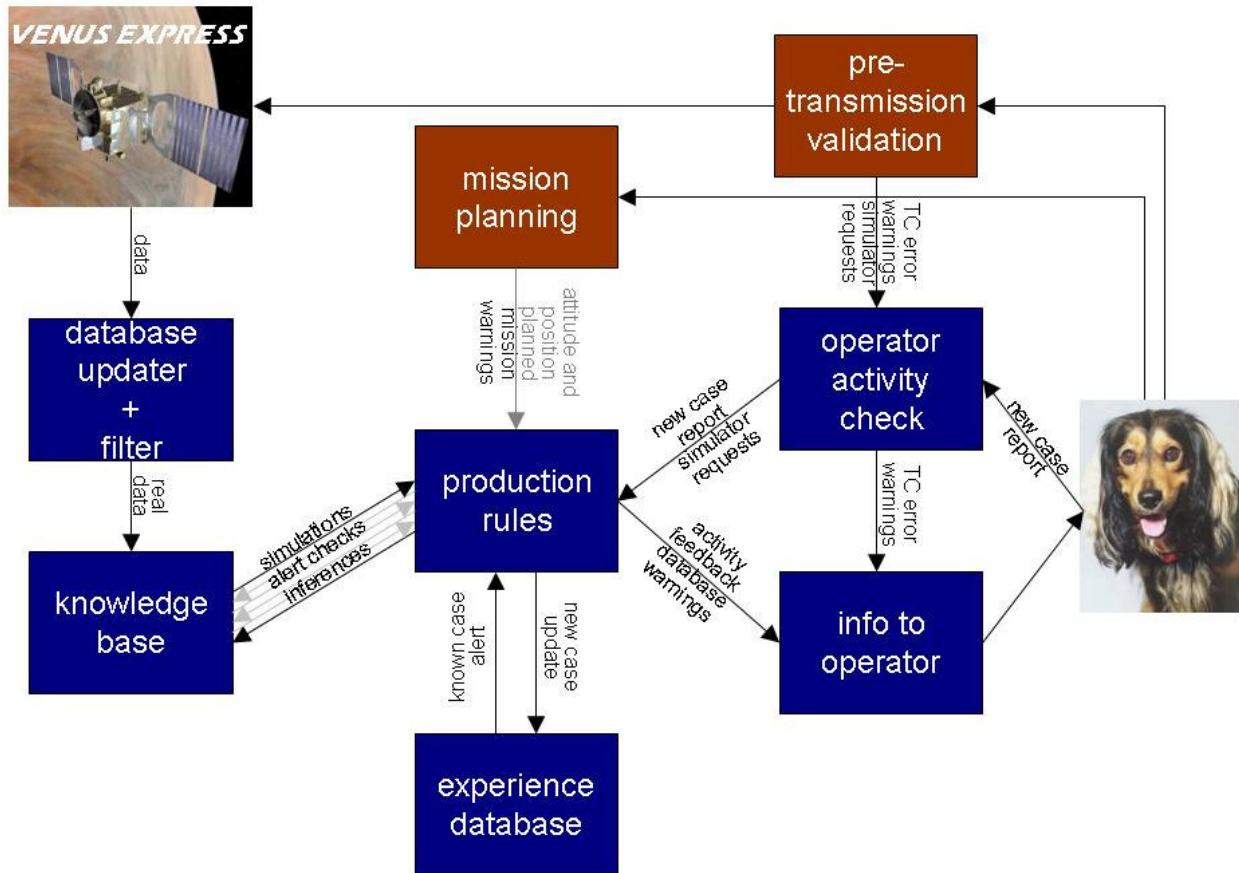 VENUS EXPRESS
pre-
transmission
validation
mission
planning
data
TC error
warnings
simulator
requests
attitude and
position
planned
mission
warnings
database
updater
+
filter
operator
activity
check
new case
report
simulator
requests
new case
report
real
data
production
rules
TC error
warnings
simulations
alert checks
inferences
activity
feedback
database
warnings
knowledge
base
known case
alert
new case
update
info to
operator
experience
database